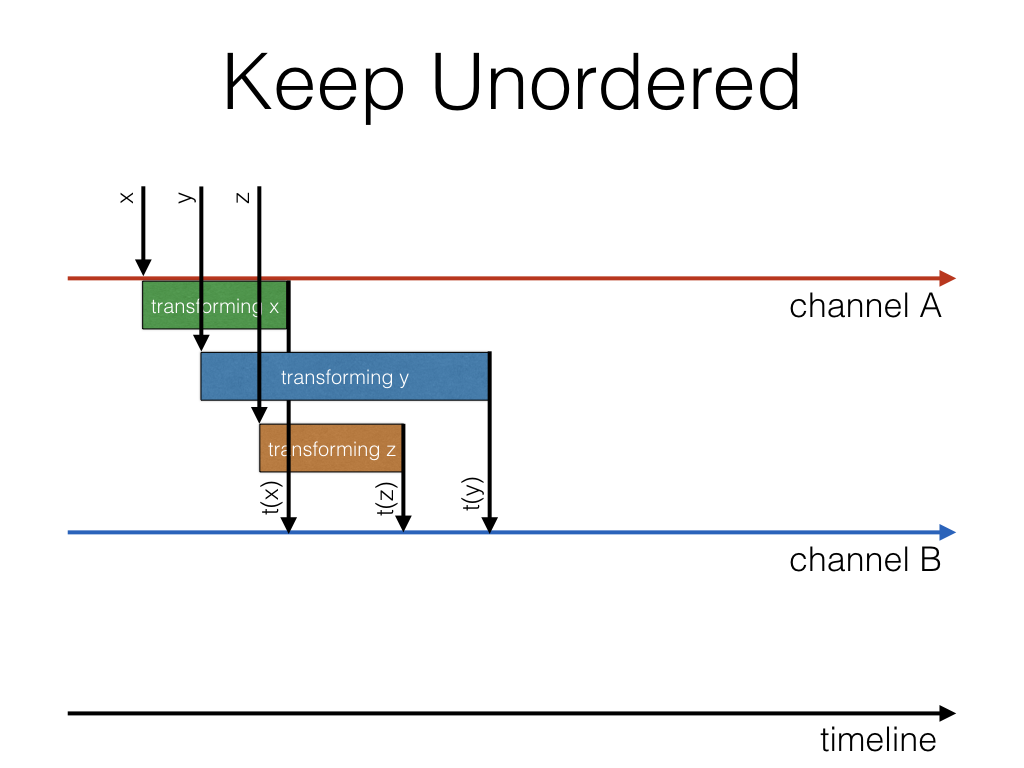 Keep Unordered
x
y
z
channel A
transforming x
transforming y
transforming z
t(x)
t(z)
t(y)
channel B
timeline